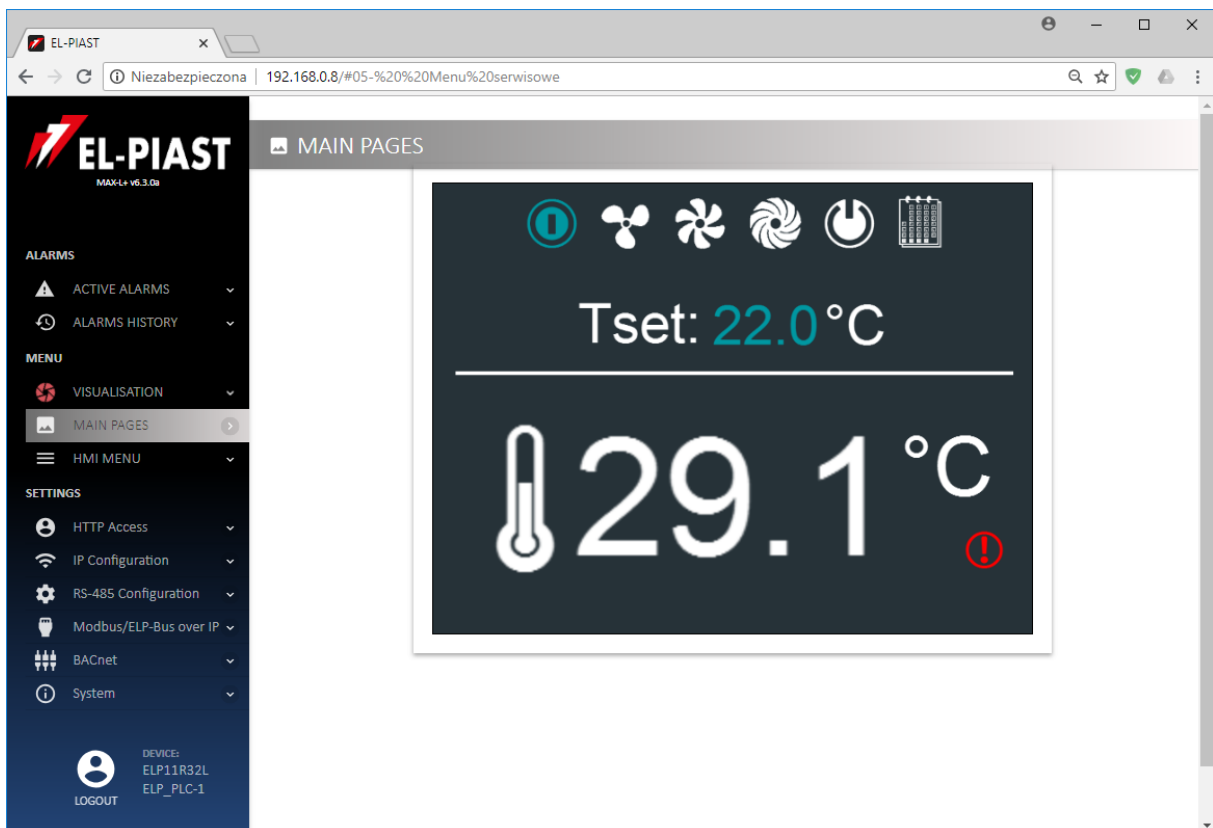 EL-PIAST
Niezabezpieczona | 192.168.0.8/#05-%20%20Menu%20serwisowe
EL-PIAST
MAX-L+ v6.3.0a
MAIN PAGES
ALARMS
ACTIVE ALARMS
ALARMS HISTORY
MENU
VISUALISATION
MAIN PAGES
HMI MENU
SETTINGS
HTTP Access
IP Configuration
RS-485 Configuration
Modbus/ELP-Bus over IP
BACnet
System
LOGOUT
DEVICE:
ELP11R32L
ELP_PLC-1
Tset: 22.0°C
29.1 °C